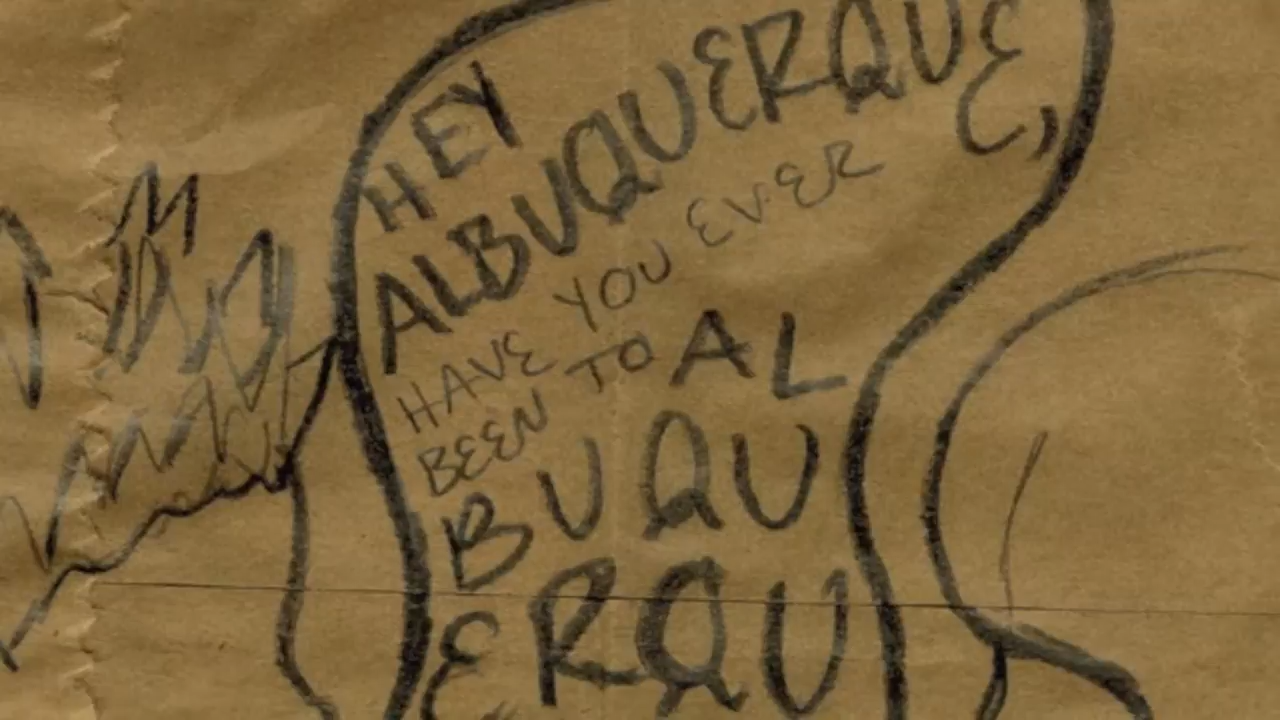 HEY
ALBUQUERQUE,
HAVE YOU EVER
BEEN TO AL
BUQU
ERQU